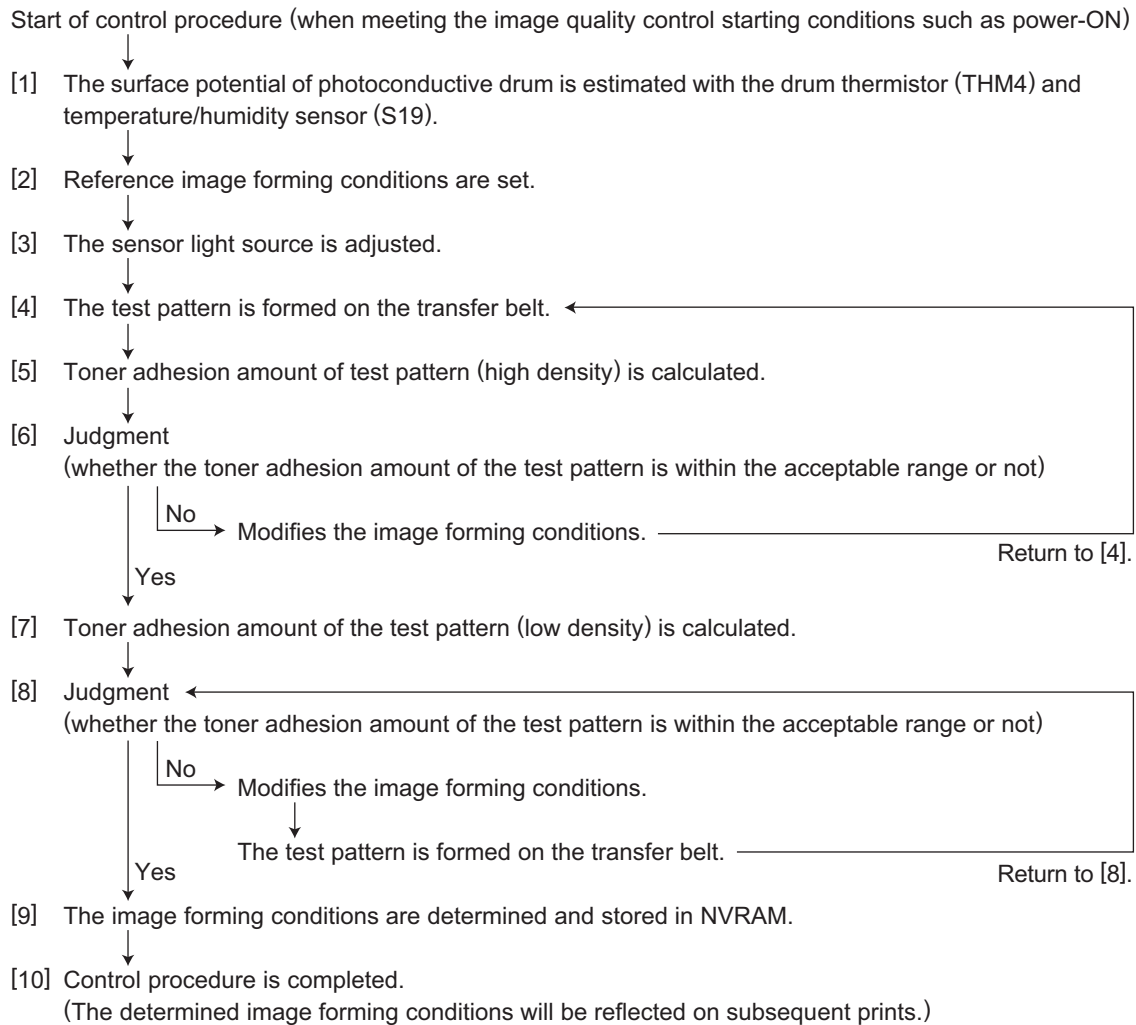 Start of control procedure (when meeting the image quality control starting conditions such as power-ON)
[1] The surface potential of photoconductive drum is estimated with the drum thermistor (THM4) and
temperature/humidity sensor (S19).
[2] Reference image forming conditions are set.
[3] The sensor light source is adjusted.
[4] The test pattern is formed on the transfer belt.
[5] Toner adhesion amount of test pattern (high density) is calculated.
[6] Judgment
(whether the toner adhesion amount of the test pattern is within the acceptable range or not)
No
Modifies the image forming conditions.
Return to [4].
Yes
[7] Toner adhesion amount of the test pattern (low density) is calculated.
[8] Judgment
(whether the toner adhesion amount of the test pattern is within the acceptable range or not)
No
Modifies the image forming conditions.
The test pattern is formed on the transfer belt.
Return to [8].
Yes
[9] The image forming conditions are determined and stored in NVRAM.
[10] Control procedure is completed.
(The determined image forming conditions will be reflected on subsequent prints.)